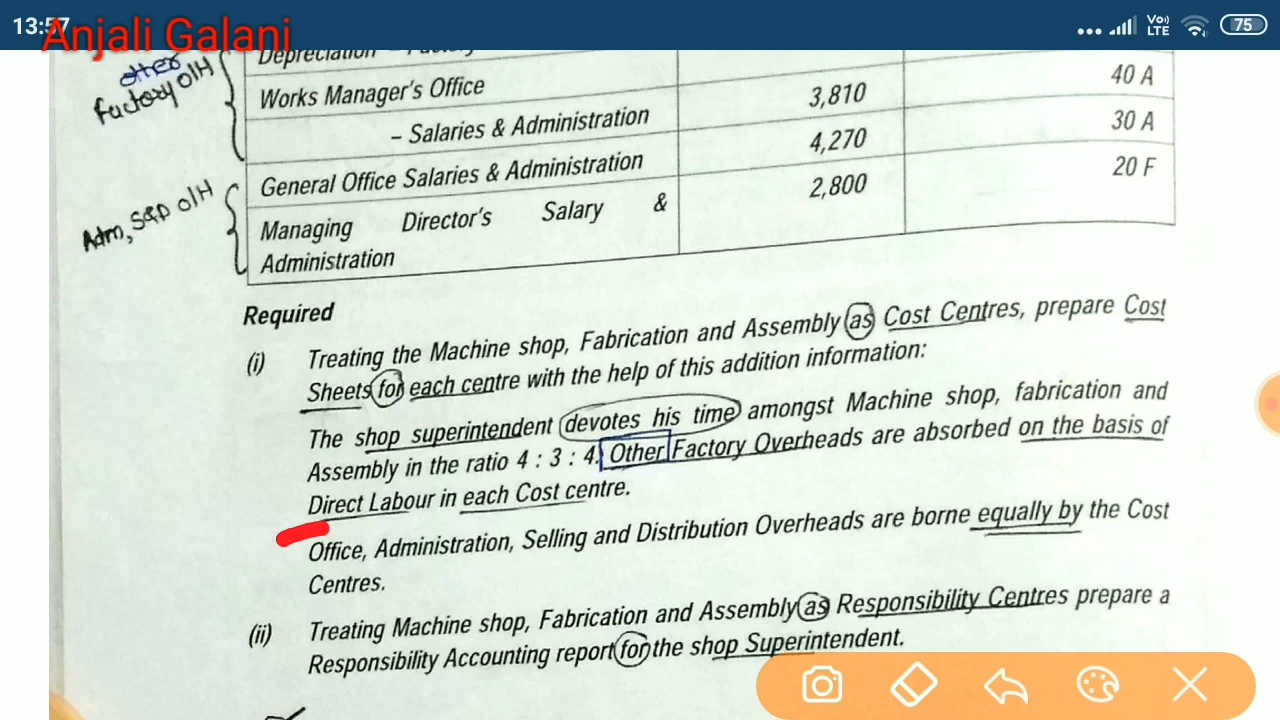 13:57
Anjali Galani
Vo) LTE
75
other
factory O/H
Depreciation – Factory
Works Manager's Office
40 A
– Salaries & Administration
3,810
30 A
General Office Salaries & Administration
4,270
20 F
Adm, S&D O/H
Managing Director's Salary &
2,800
Administration
Required
(i) Treating the Machine shop, Fabrication and Assembly as Cost Centres, prepare Cost
Sheets for each centre with the help of this addition information:
The shop superintendent devotes his time amongst Machine shop, fabrication and
Assembly in the ratio 4 : 3 : 4. Other Factory Overheads are absorbed on the basis of
Direct Labour in each Cost centre.
Office, Administration, Selling and Distribution Overheads are borne equally by the Cost
Centres.
(ii) Treating Machine shop, Fabrication and Assembly as Responsibility Centres prepare a
Responsibility Accounting report for the shop Superintendent.